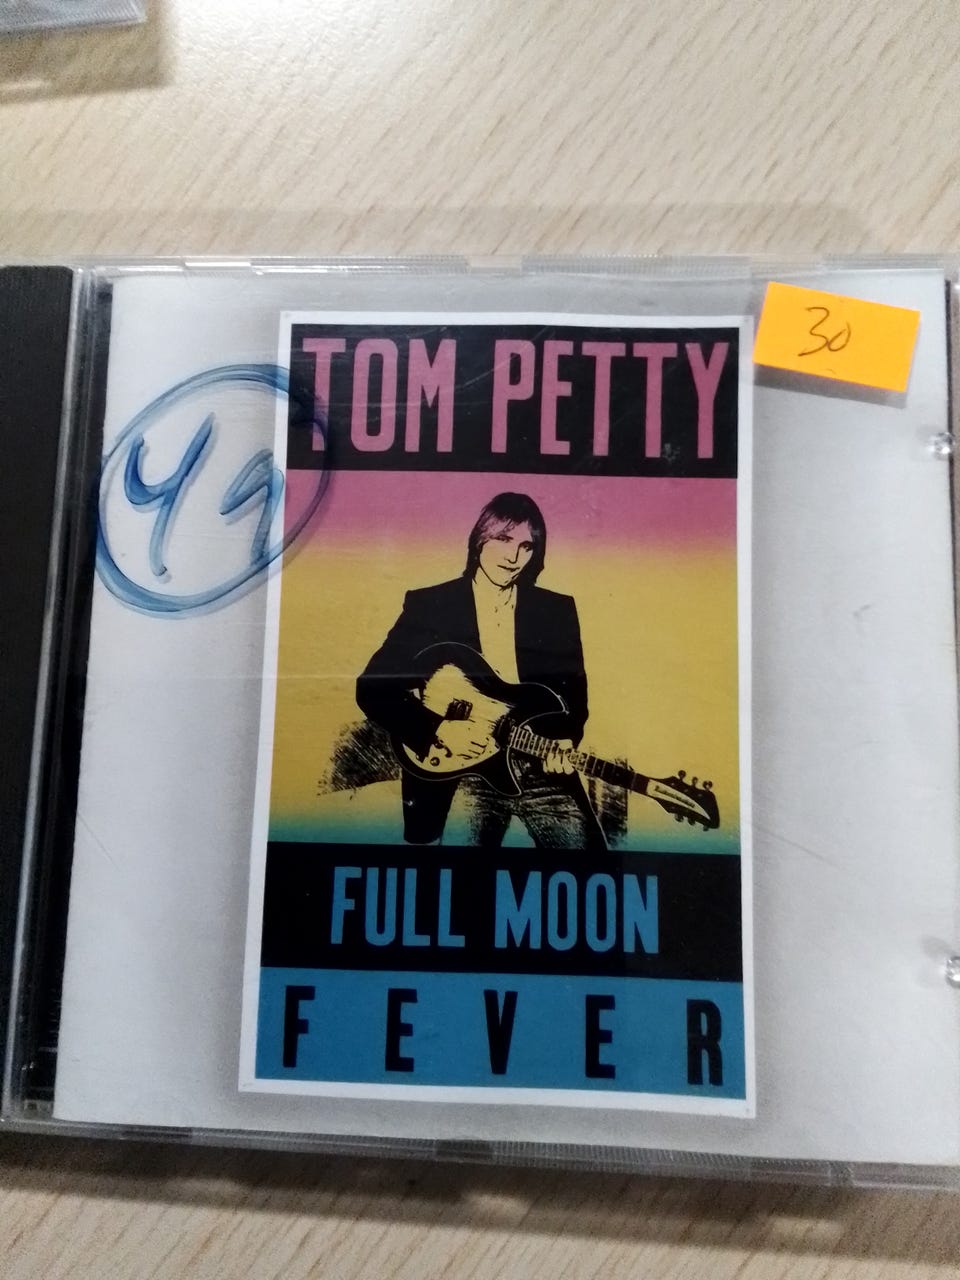 TOM PETTY
30
49
FULL MOON
FEVER